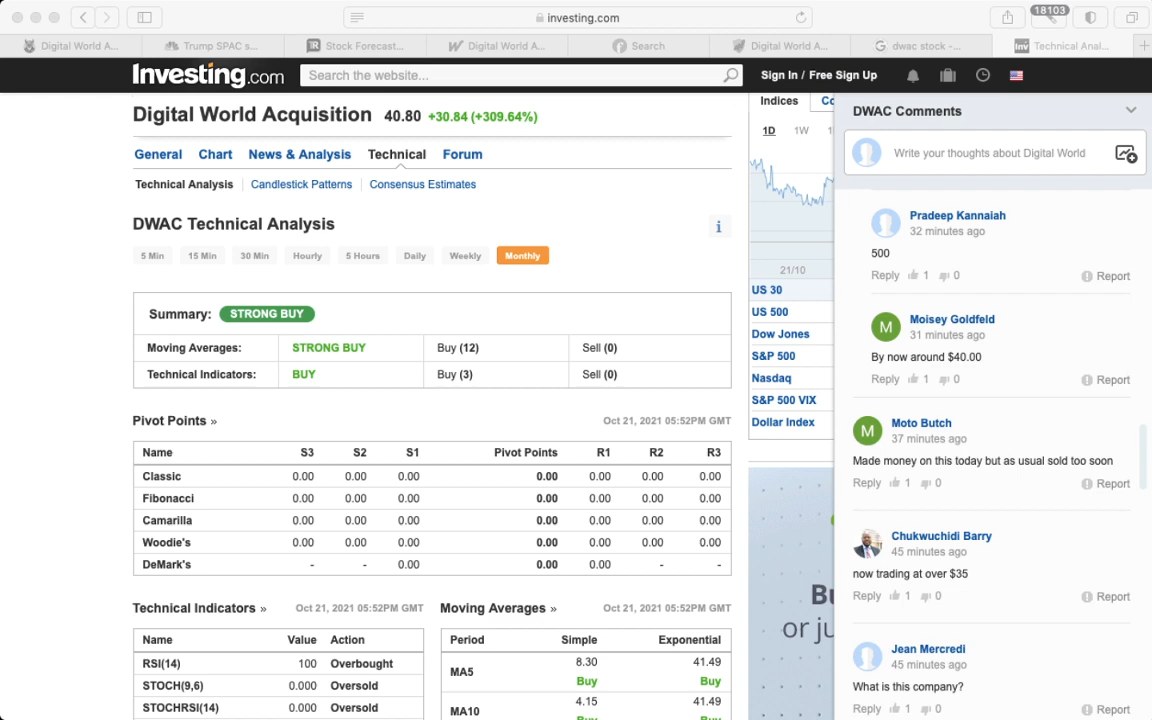 investing.com
18103
Digital World A...
Trump SPAC s...
Stock Forecast...
Digital World A...
Search
Digital World A...
dwac stock -...
Technical Anal...
Investing.com
Search the website...
Sign In / Free Sign Up
Digital World Acquisition 40.80 +30.84 (+309.64%)
General Chart News & Analysis Technical Forum
Technical Analysis Candlestick Patterns Consensus Estimates
DWAC Technical Analysis
5 Min 15 Min 30 Min Hourly 5 Hours Daily Weekly Monthly
Summary: STRONG BUY
Moving Averages: STRONG BUY Buy (12) Sell (0)
Technical Indicators: BUY Buy (3) Sell (0)
Pivot Points » Oct 21, 2021 05:52PM GMT
Name S3 S2 S1 Pivot Points R1 R2 R3
Classic 0.00 0.00 0.00 0.00 0.00 0.00 0.00
Fibonacci 0.00 0.00 0.00 0.00 0.00 0.00 0.00
Camarilla 0.00 0.00 0.00 0.00 0.00 0.00 0.00
Woodie's 0.00 0.00 0.00 0.00 0.00 0.00 0.00
DeMark's - - 0.00 0.00 0.00 - -
Technical Indicators » Oct 21, 2021 05:52PM GMT
Name Value Action
RSI(14) 100 Overbought
STOCH(9,6) 0.000 Oversold
STOCHRSI(14) 0.000 Oversold
Moving Averages » Oct 21, 2021 05:52PM GMT
Period Simple Exponential
MA5 8.30 41.49
Buy Buy
MA10 4.15 41.49
Buy Buy
Indices
1D 1W
21/10
US 30
US 500
Dow Jones
S&P 500
Nasdaq
S&P 500 VIX
Dollar Index
or ju
DWAC Comments
Write your thoughts about Digital World
Pradeep Kannaiah
32 minutes ago
500
Reply 1 0 Report
M
Moisey Goldfeld
31 minutes ago
By now around $40.00
Reply 1 0 Report
M
Moto Butch
37 minutes ago
Made money on this today but as usual sold too soon
Reply 1 0 Report
Chukwuchidi Barry
45 minutes ago
now trading at over $35
Reply 1 0 Report
Jean Mercredi
45 minutes ago
What is this company?
Reply 1 0 Report